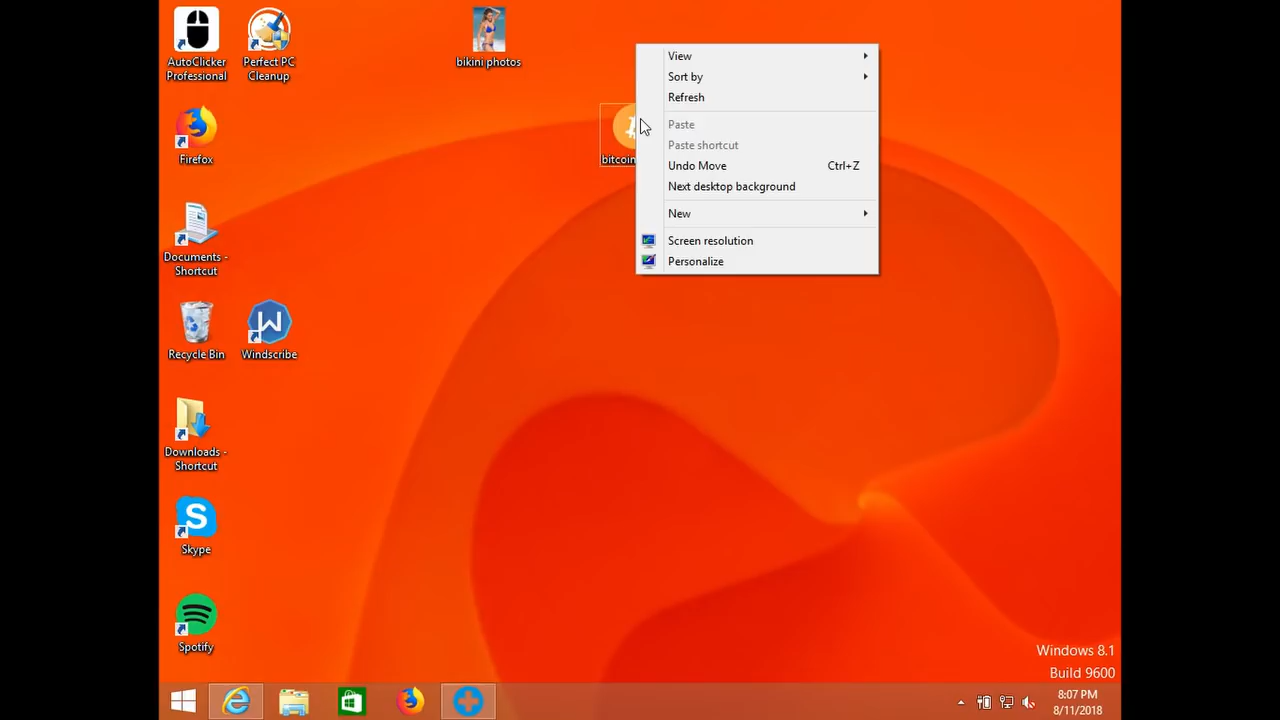 AutoClicker
Professional
Perfect PC
Cleanup
bikini photos
Firefox
bitcoin
Documents -
Shortcut
Recycle Bin
Windscribe
Downloads -
Shortcut
Skype
Spotify
View
Sort by
Refresh
Paste
Paste shortcut
Undo Move Ctrl+Z
Next desktop background
New
Screen resolution
Personalize
Windows 8.1
Build 9600
8:07 PM
8/11/2018